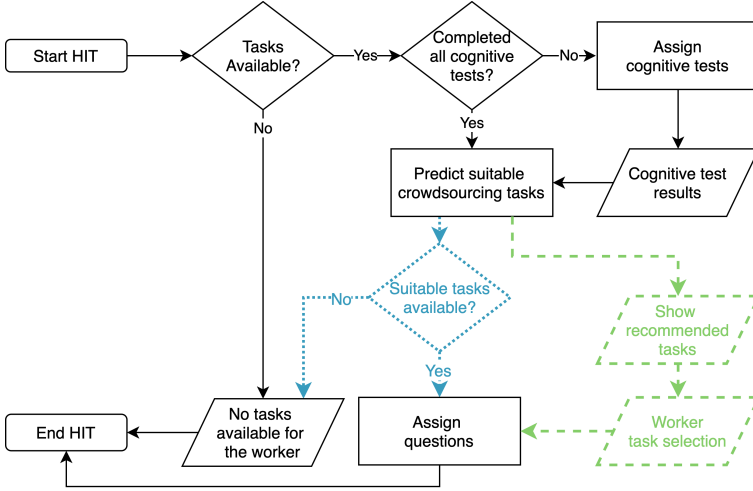 Start HIT
Tasks
Available?
Yes
Completed
all cognitive
tests?
No
Assign
cognitive tests
No
Yes
Predict suitable
crowdsourcing tasks
Cognitive test
results
Suitable tasks
available?
No
Yes
Show
recommended
tasks
End HIT
No tasks
available for
the worker
Assign
questions
Worker
task selection